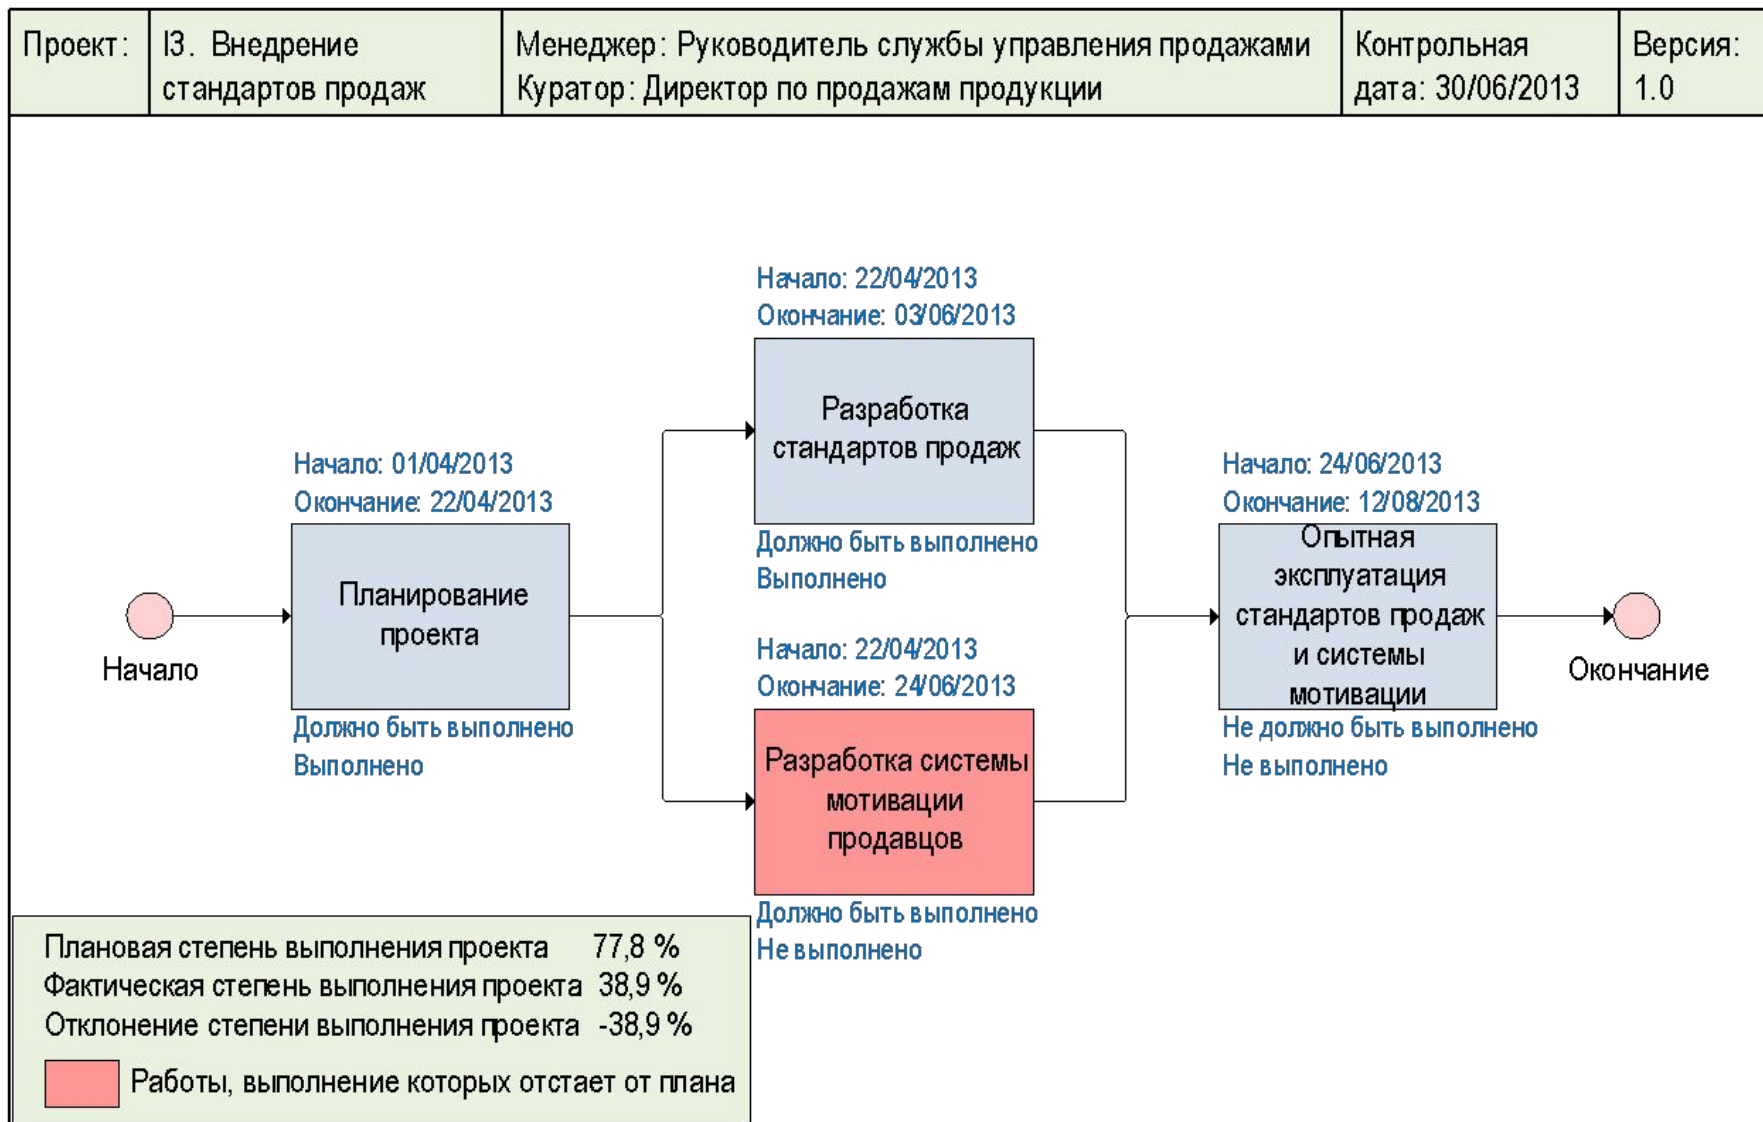 Проект:
I3. Внедрение
стандартов продаж
Менеджер: Руководитель службы управления продажами
Куратор: Директор по продажам продукции
Контрольная
дата: 30/06/2013
Версия:
1.0
Начало
Начало: 01/04/2013
Окончание: 22/04/2013
Планирование
проекта
Должно быть выполнено
Выполнено
Начало: 22/04/2013
Окончание: 03/06/2013
Разработка
стандартов продаж
Должно быть выполнено
Выполнено
Начало: 22/04/2013
Окончание: 24/06/2013
Разработка системы
мотивации
продавцов
Должно быть выполнено
Не выполнено
Начало: 24/06/2013
Окончание: 12/08/2013
Опытная
эксплуатация
стандартов продаж
и системы
мотивации
Не должно быть выполнено
Не выполнено
Окончание
Плановая степень выполнения проекта 77,8 %
Фактическая степень выполнения проекта 38,9 %
Отклонение степени выполнения проекта -38,9 %
Работы, выполнение которых отстает от плана